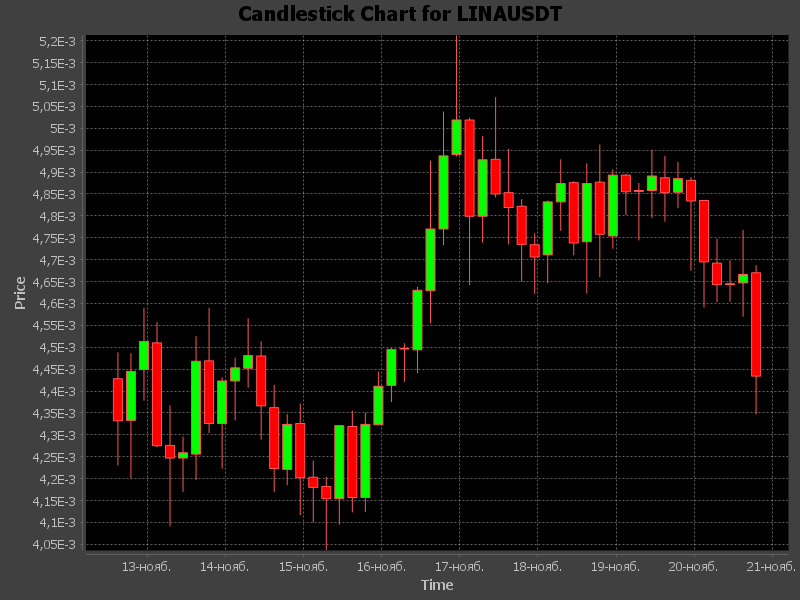 Candlestick Chart for LINAUSDT
5,2E-3
5,15E-3
5,1E-3
5,05E-3
5E-3
4,95E-3
4,9E-3
4,85E-3
4,8E-3
4,75E-3
4,7E-3
4,65E-3
4,6E-3
4,55E-3
4,5E-3
4,45E-3
4,4E-3
4,35E-3
4,3E-3
4,25E-3
4,2E-3
4,15E-3
4,1E-3
4,05E-3
Price
13-нояб. 14-нояб. 15-нояб. 16-нояб. 17-нояб. 18-нояб. 19-нояб. 20-нояб. 21-нояб.
Time